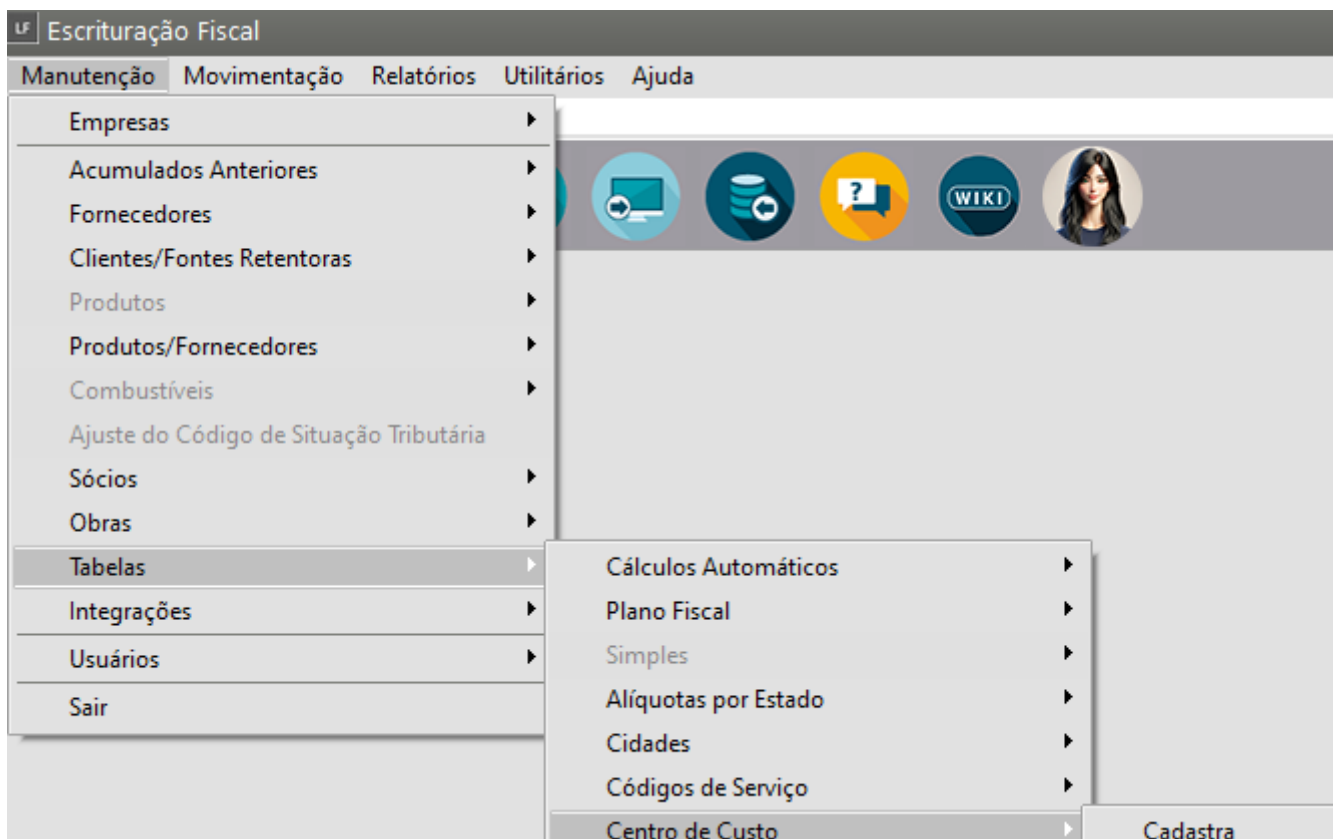 LF Escrituração Fiscal
Manutenção Movimentação Relatórios Utilitários Ajuda
Empresas
Acumulados Anteriores
Fornecedores
Clientes/Fontes Retentoras
Produtos
Produtos/Fornecedores
Combustíveis
Ajuste do Código de Situação Tributária
Sócios
Obras
Tabelas
Integrações
Usuários
Sair
? WIKI
Cálculos Automáticos
Plano Fiscal
Simples
Alíquotas por Estado
Cidades
Códigos de Serviço
Centro de Custo
Cadastra